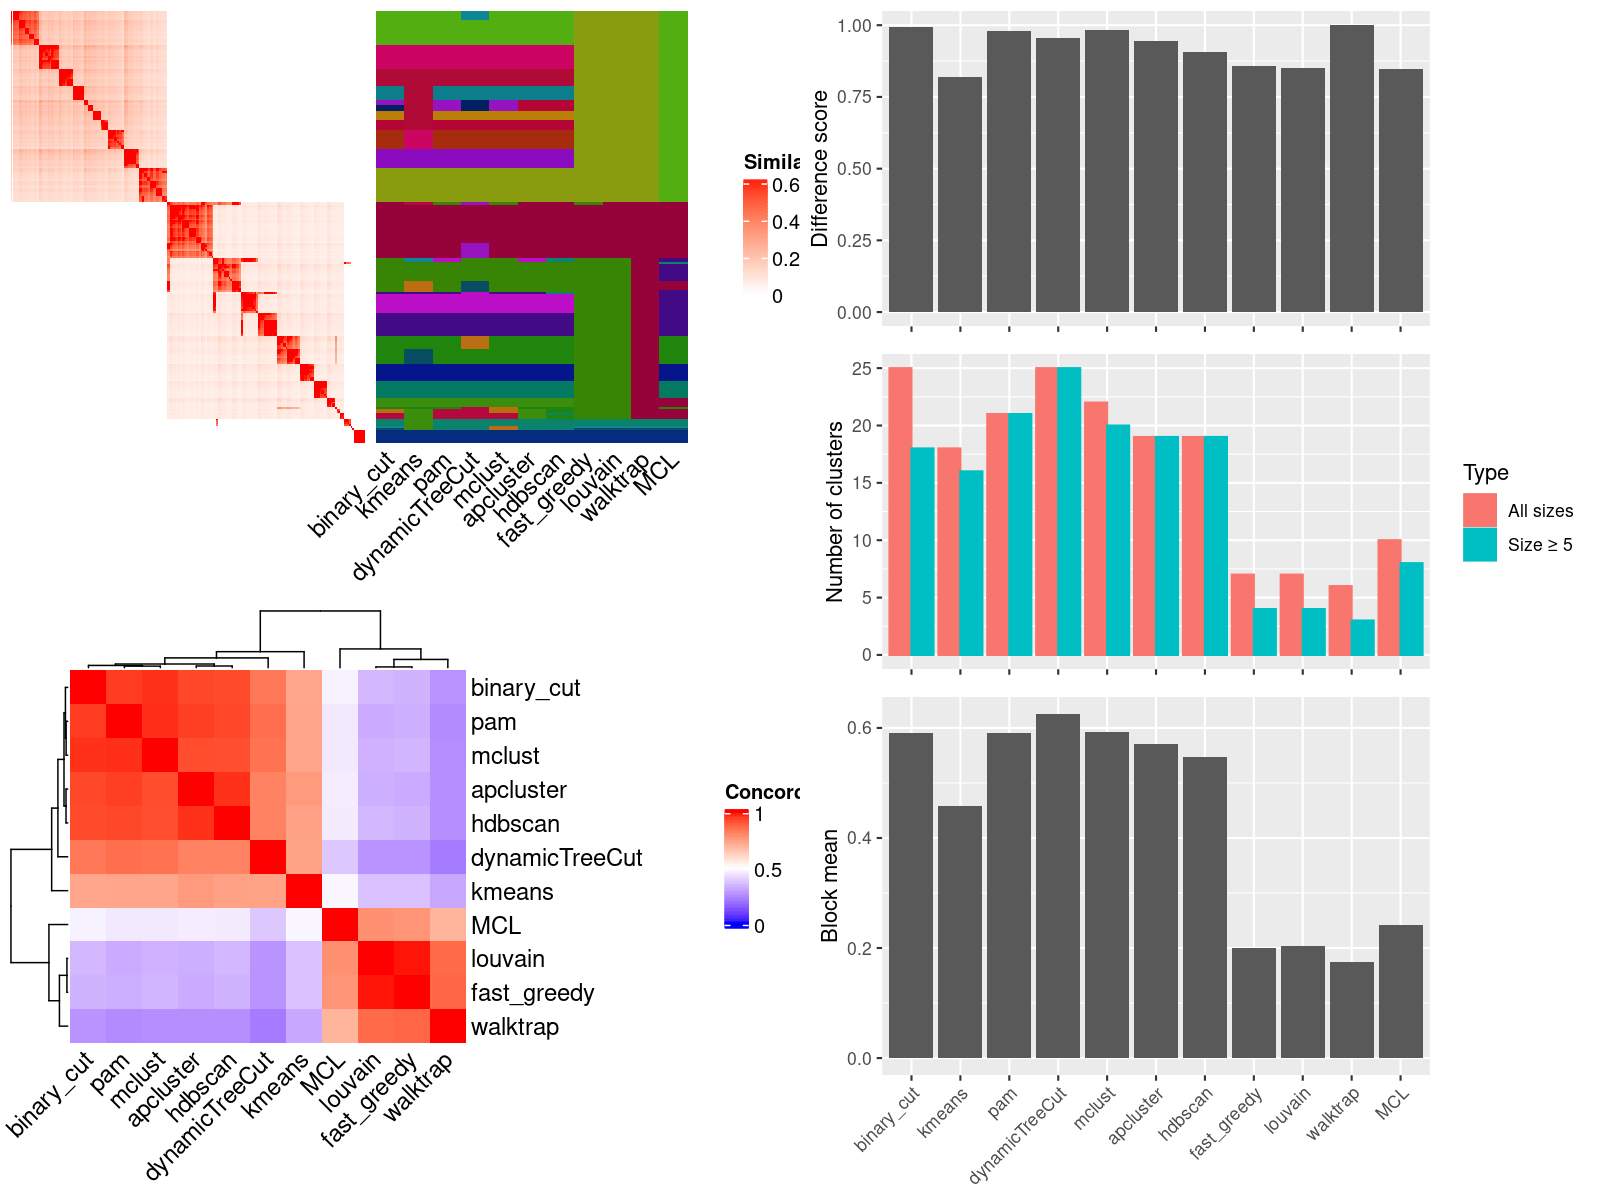 Simila
0.6
0.4
0.2
0
binary_cut
kmeans
pam
dynamicTreeCut
mclust
apcluster
hdbscan
fast_greedy
louvain
walktrap
MCL
binary_cut
pam
mclust
apcluster
hdbscan
dynamicTreeCut
kmeans
MCL
louvain
fast_greedy
walktrap
binary_cut
pam
mclust
apcluster
hdbscan
dynamicTreeCut
kmeans
MCL
louvain
fast_greedy
walktrap
Concord
1
0.5
0
Difference score
1.00
0.75
0.50
0.25
0.00
Number of clusters
25
20
15
10
5
0
Type
All sizes
Size ≥ 5
Block mean
0.6
0.4
0.2
0.0
binary_cut
kmeans
pam
dynamicTreeCut
mclust
apcluster
hdbscan
fast_greedy
louvain
walktrap
MCL